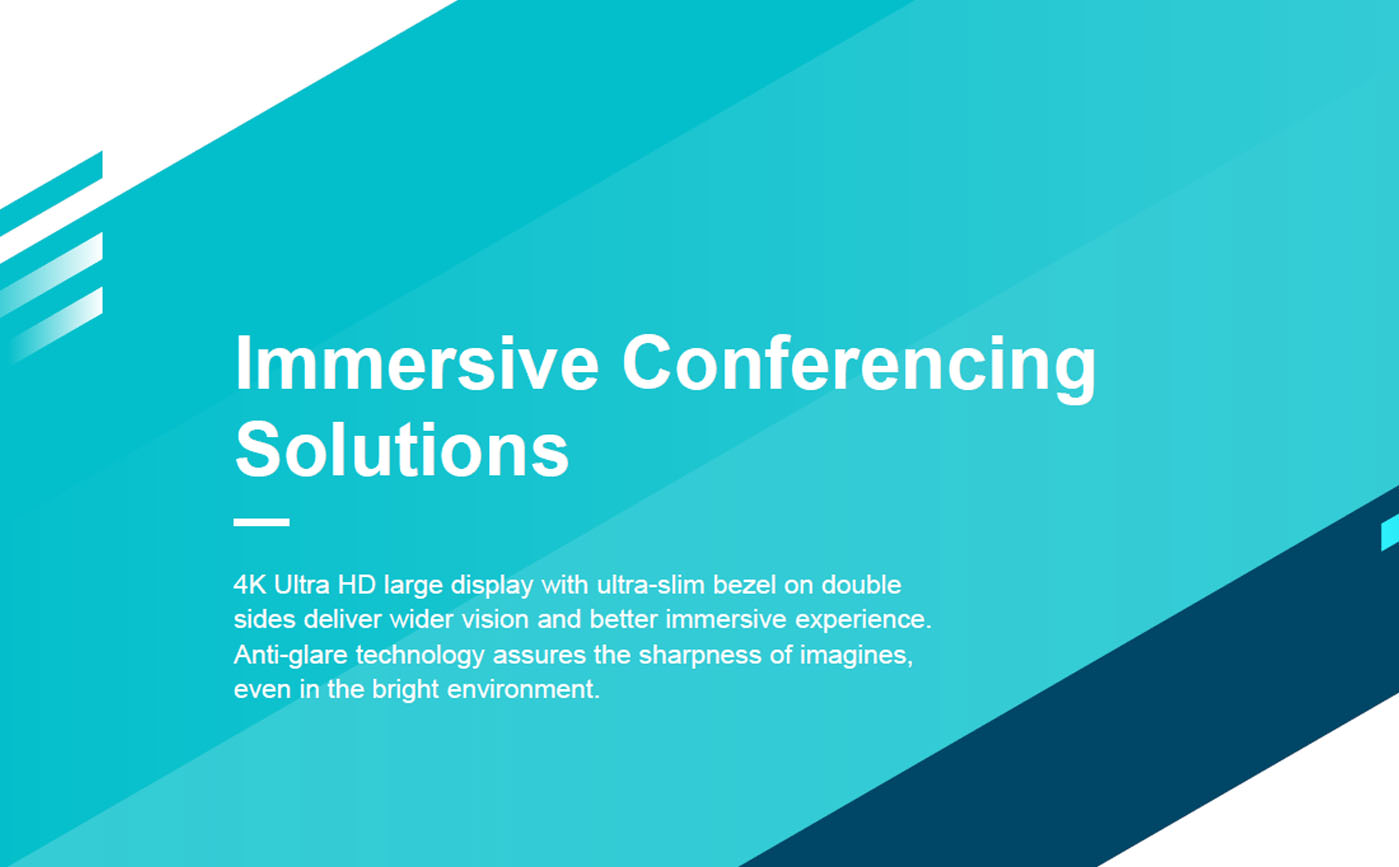 Immersive Conferencing
Solutions
4K Ultra HD large display with ultra-slim bezel on double
sides deliver wider vision and better immersive experience.
Anti-glare technology assures the sharpness of imagines,
even in the bright environment.